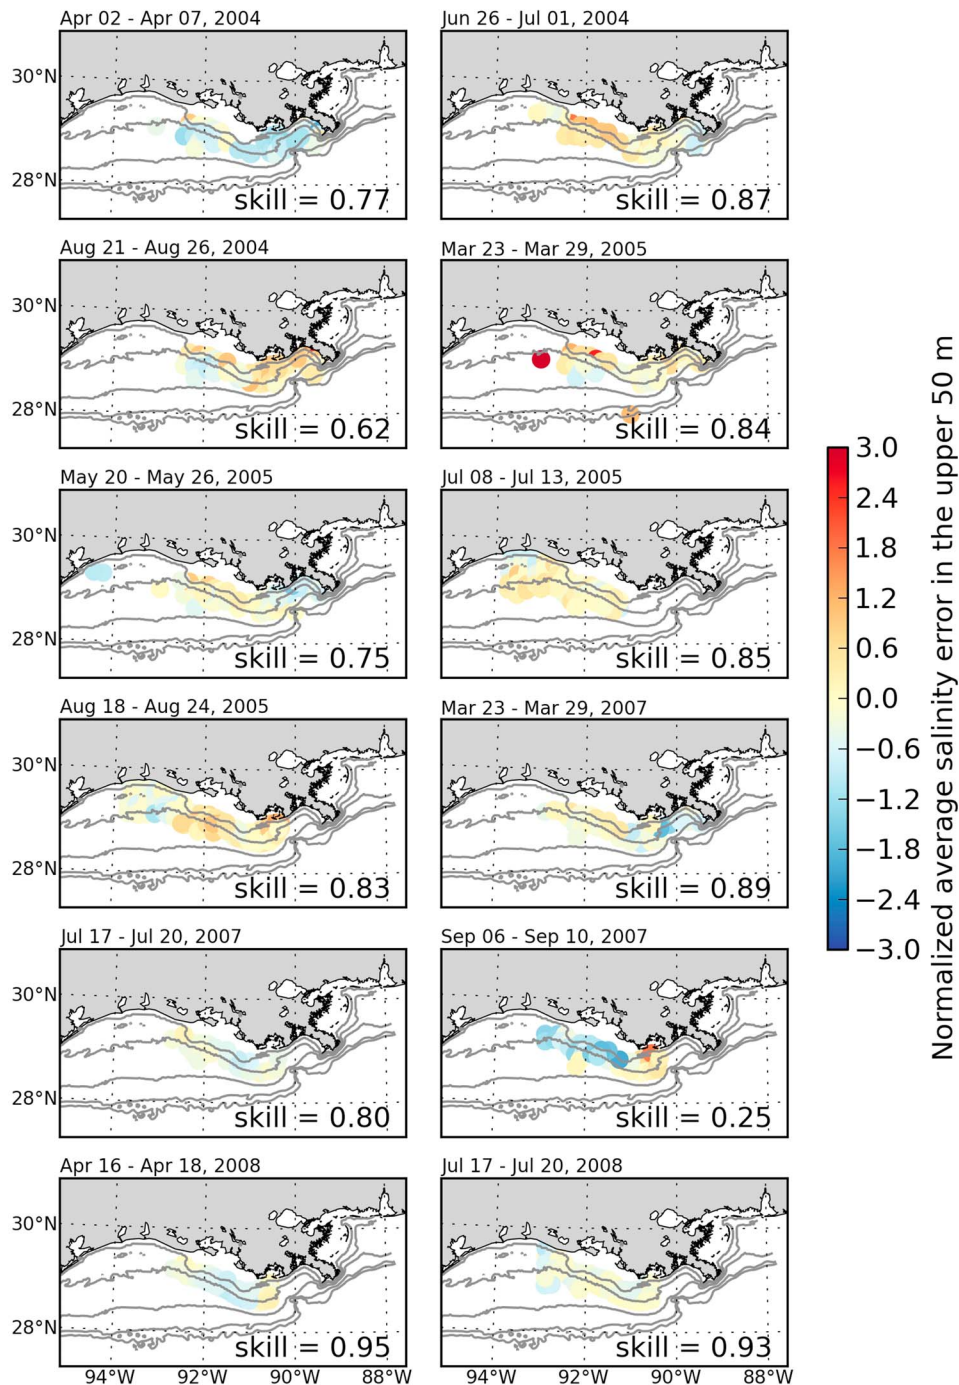 Apr 02 - Apr 07, 2004
Jun 26 - Jul 01, 2004
30°N
28°N
skill = 0.77
skill = 0.87
Aug 21 - Aug 26, 2004
Mar 23 - Mar 29, 2005
30°N
28°N
skill = 0.62
skill = 0.84
May 20 - May 26, 2005
Jul 08 - Jul 13, 2005
30°N
28°N
skill = 0.75
skill = 0.85
Aug 18 - Aug 24, 2005
Mar 23 - Mar 29, 2007
30°N
28°N
skill = 0.83
skill = 0.89
Jul 17 - Jul 20, 2007
Sep 06 - Sep 10, 2007
30°N
28°N
skill = 0.80
skill = 0.25
Apr 16 - Apr 18, 2008
Jul 17 - Jul 20, 2008
30°N
28°N
skill = 0.95
skill = 0.93
94°W 92°W 90°W 88°W
94°W 92°W 90°W 88°W
3.0
2.4
1.8
1.2
0.6
0.0
−0.6
−1.2
−1.8
−2.4
−3.0
Normalized average salinity error in the upper 50 m